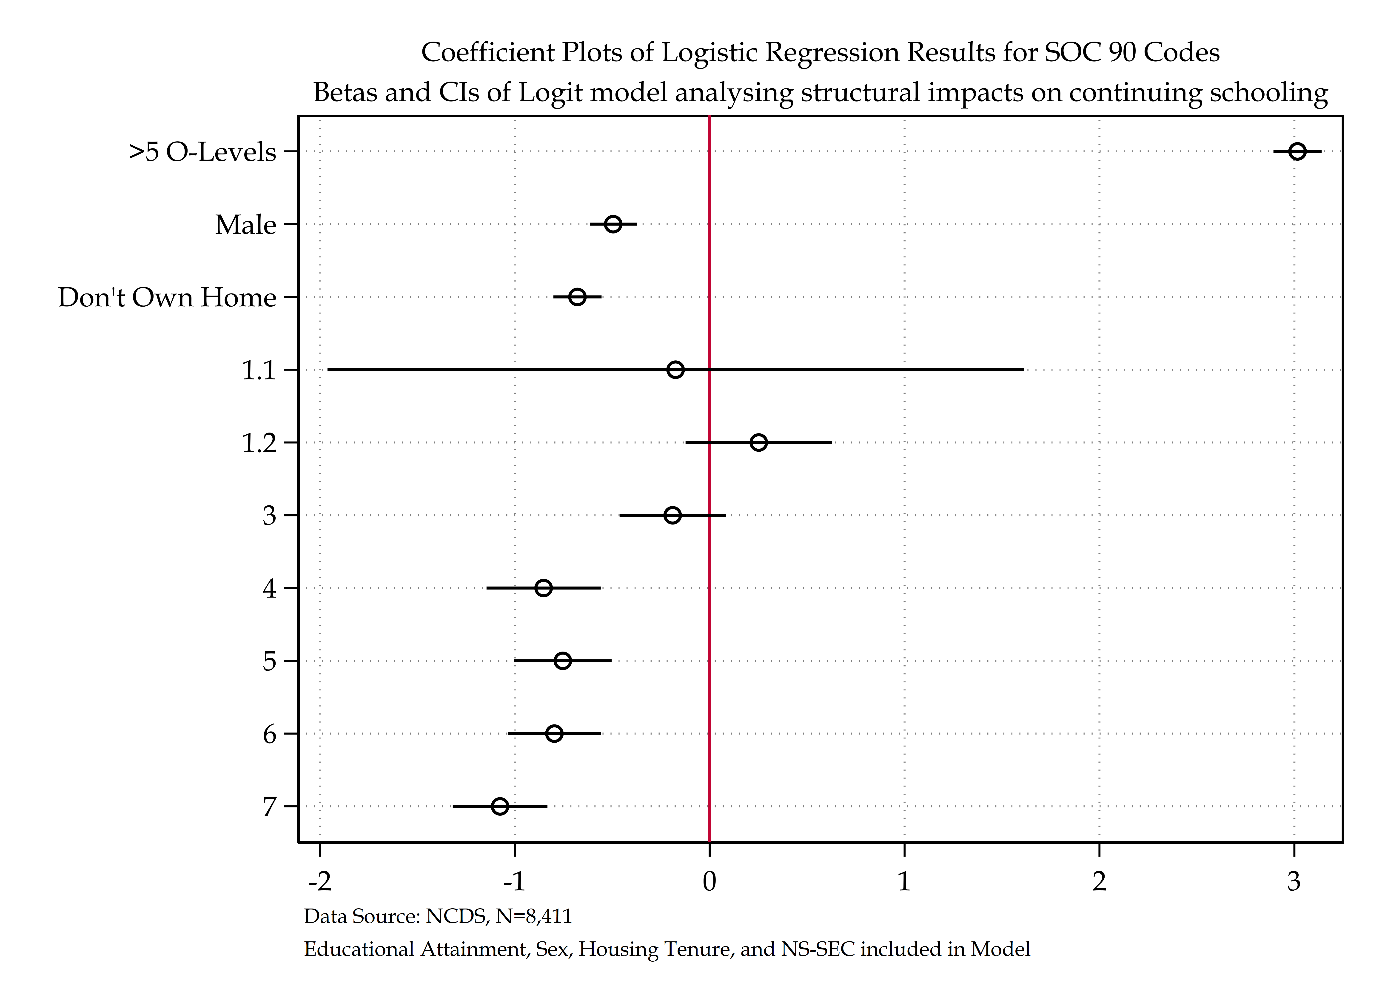 Coefficient Plots of Logistic Regression Results for SOC 90 Codes
Betas and CIs of Logit model analysing structural impacts on continuing schooling
>5 O-Levels
Male
Don't Own Home
1.1
1.2
3
4
5
6
7
-2 -1 0 1 2 3
Data Source: NCDS, N=8,411
Educational Attainment, Sex, Housing Tenure, and NS-SEC included in Model